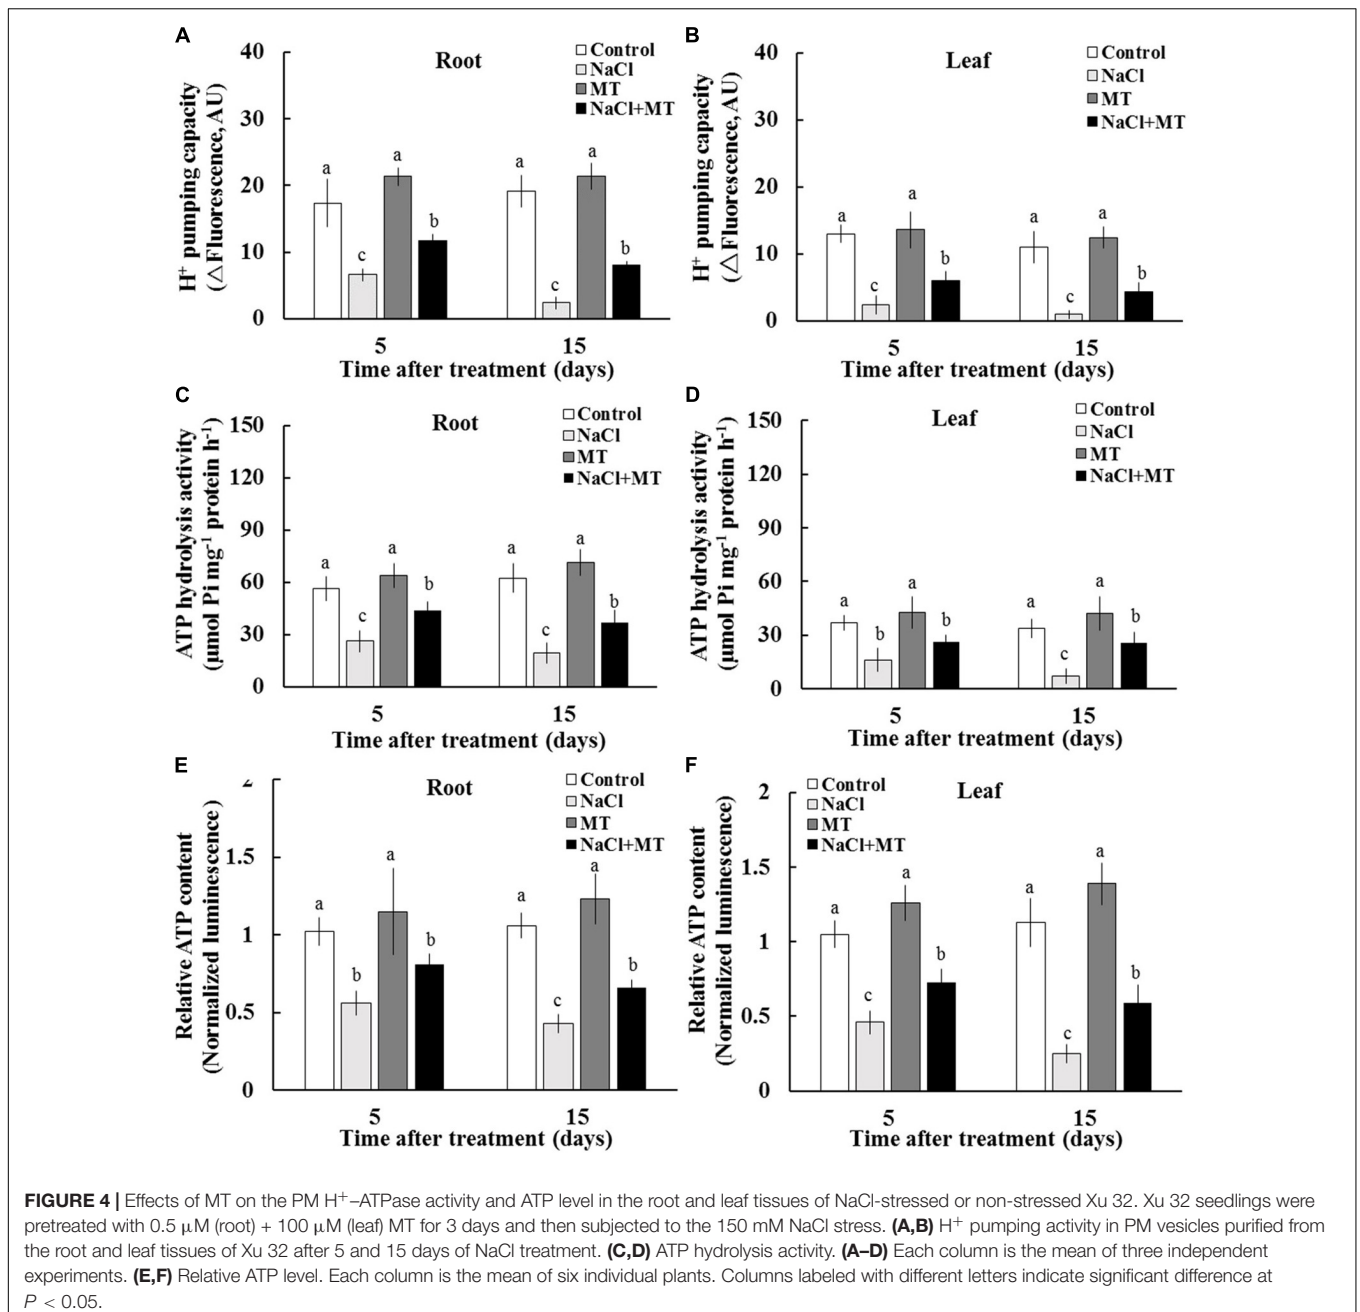 A
Root
H⁺ pumping capacity
(△Fluorescence, AU)
40
30
20
10
0
Control
NaCl
MT
NaCl+MT
a
c
a
b
a
c
a
b
5
15
Time after treatment (days)
B
Leaf
H⁺ pumping capacity
(△Fluorescence, AU)
40
30
20
10
0
Control
NaCl
MT
NaCl+MT
a
c
a
b
a
c
a
b
5
15
Time after treatment (days)
C
Root
ATP hydrolysis activity
(µmol Pi mg⁻¹ protein h⁻¹)
150
120
90
60
30
0
Control
NaCl
MT
NaCl+MT
a
c
a
b
a
c
a
b
5
15
Time after treatment (days)
D
Leaf
ATP hydrolysis activity
(µmol Pi mg⁻¹ protein h⁻¹)
150
120
90
60
30
0
Control
NaCl
MT
NaCl+MT
a
b
a
b
a
c
a
b
5
15
Time after treatment (days)
E
Root
Relative ATP content
(Normalized luminescence)
2
1.5
1
0.5
0
Control
NaCl
MT
NaCl+MT
a
b
a
b
a
c
a
b
5
15
Time after treatment (days)
F
Leaf
Relative ATP content
(Normalized luminescence)
2
1.5
1
0.5
0
Control
NaCl
MT
NaCl+MT
a
c
a
b
a
c
a
b
5
15
Time after treatment (days)
FIGURE 4 | Effects of MT on the PM H⁺–ATPase activity and ATP level in the root and leaf tissues of NaCl-stressed or non-stressed Xu 32. Xu 32 seedlings were
pretreated with 0.5 µM (root) + 100 µM (leaf) MT for 3 days and then subjected to the 150 mM NaCl stress. (A,B) H⁺ pumping activity in PM vesicles purified from
the root and leaf tissues of Xu 32 after 5 and 15 days of NaCl treatment. (C,D) ATP hydrolysis activity. (A–D) Each column is the mean of three independent
experiments. (E,F) Relative ATP level. Each column is the mean of six individual plants. Columns labeled with different letters indicate significant difference at
P < 0.05.